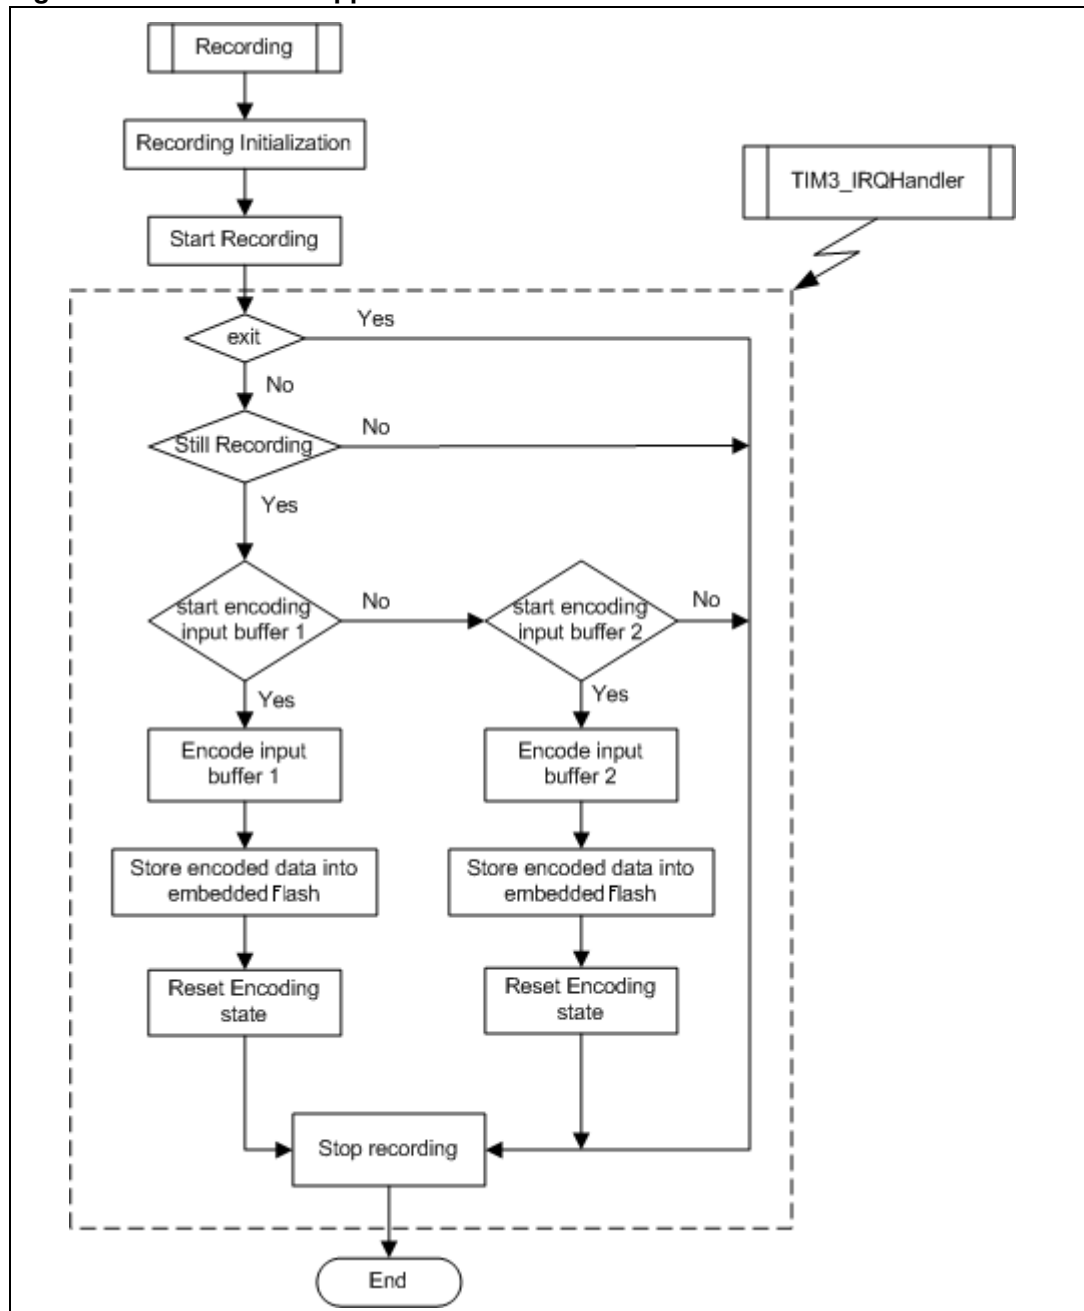 Recording
Recording Initialization
TIM3_IRQHandler
Start Recording
exit
Yes
No
Still Recording
No
Yes
start encoding
input buffer 1
No
start encoding
input buffer 2
No
Yes
Yes
Encode input
buffer 1
Encode input
buffer 2
Store encoded data into
embedded Flash
Store encoded data into
embedded Flash
Reset Encoding
state
Reset Encoding
state
Stop recording
End